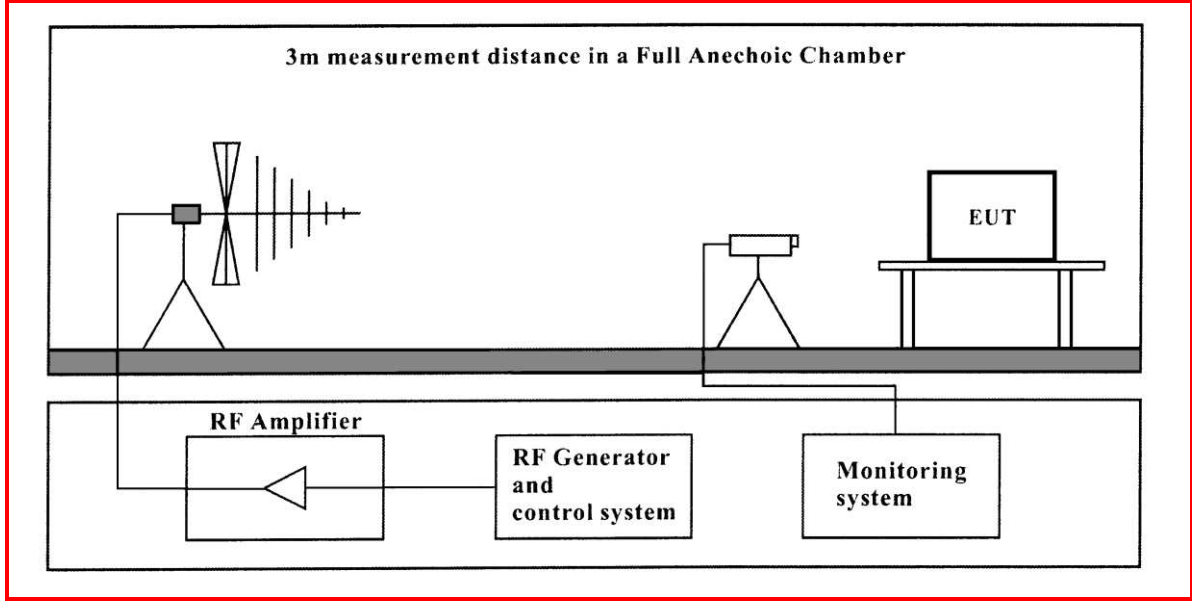 3m measurement distance in a Full Anechoic Chamber
EUT
RF Amplifier
RF Generator
and
control system
Monitoring
system